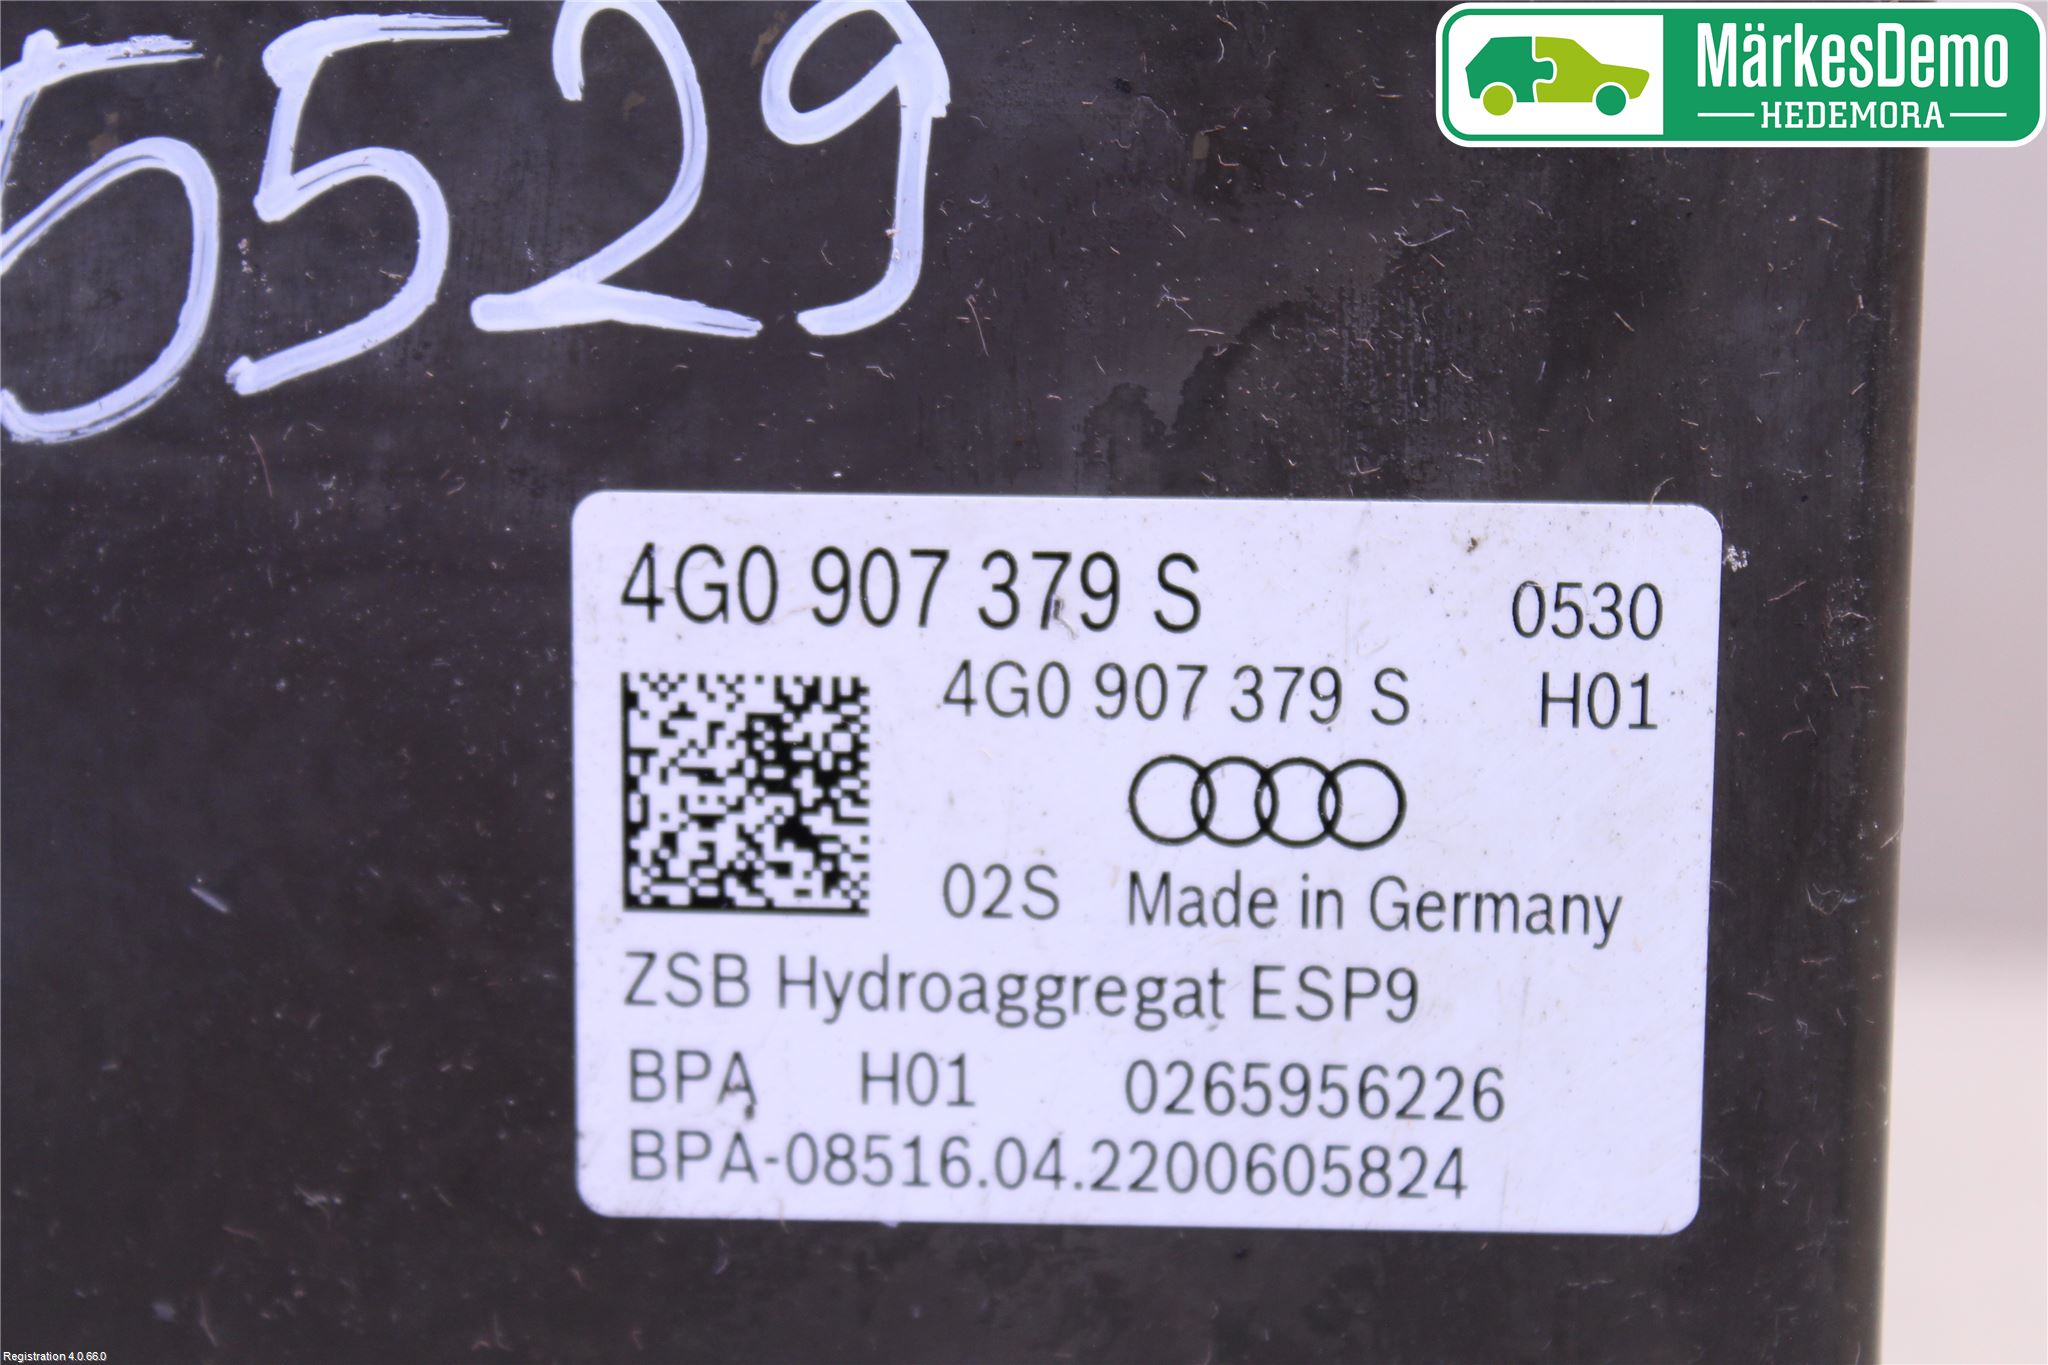 5529
MärkesDemo
HEDEMORA
4G0 907 379 S 0530
4G0 907 379 S H01
02S Made in Germany
ZSB Hydroaggregat ESP9
BPA H01 0265956226
BPA-08516.04.2200605824
Registration 4.0.66.0